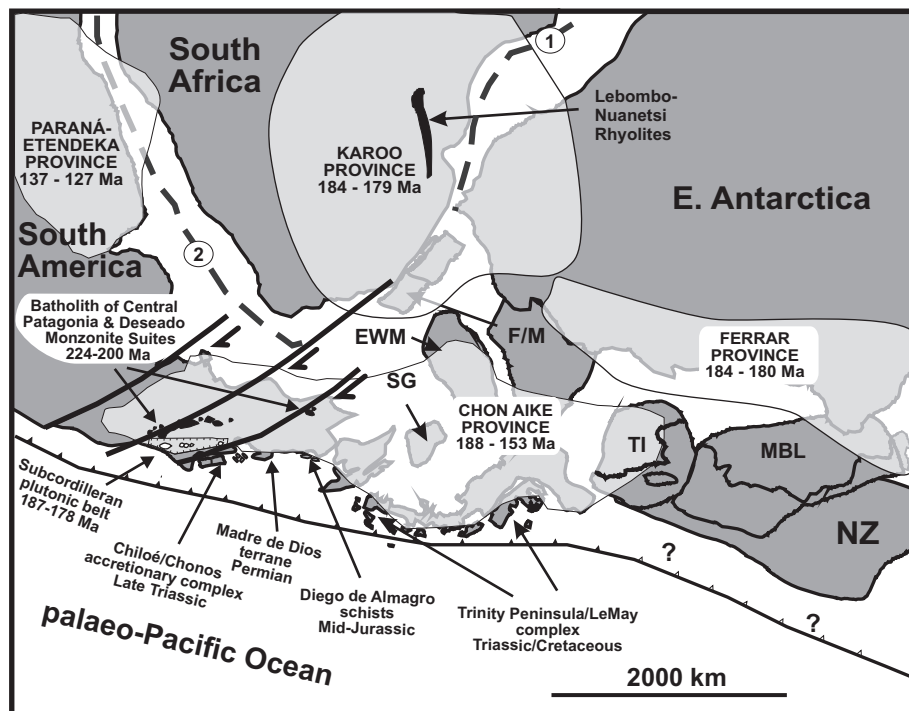 South
Africa
1
Lebombo-
Nuanetsi
Rhyolites
PARANÁ-
ETENDEKA
PROVINCE
137 - 127 Ma
KAROO
PROVINCE
184 - 179 Ma
E. Antarctica
South
America
2
Batholith of Central
Patagonia & Deseado
Monzonite Suites
224-200 Ma
EWM
F/M
FERRAR
PROVINCE
184 - 180 Ma
SG
CHON AIKE
PROVINCE
188 - 153 Ma
TI
MBL
NZ
Subcordilleran
plutonic belt
187-178 Ma
Chiloé/Chonos
accretionary complex
Late Triassic
Madre de Dios
terrane
Permian
Diego de Almagro
schists
Mid-Jurassic
Trinity Peninsula/LeMay
complex
Triassic/Cretaceous
?
?
palaeo-Pacific Ocean
2000 km